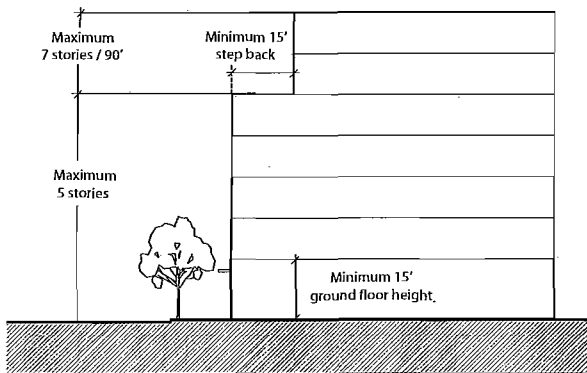 Maximum
7 stories / 90'
Minimum 15'
step back
Maximum
5 stories
Minimum 15'
ground floor height.